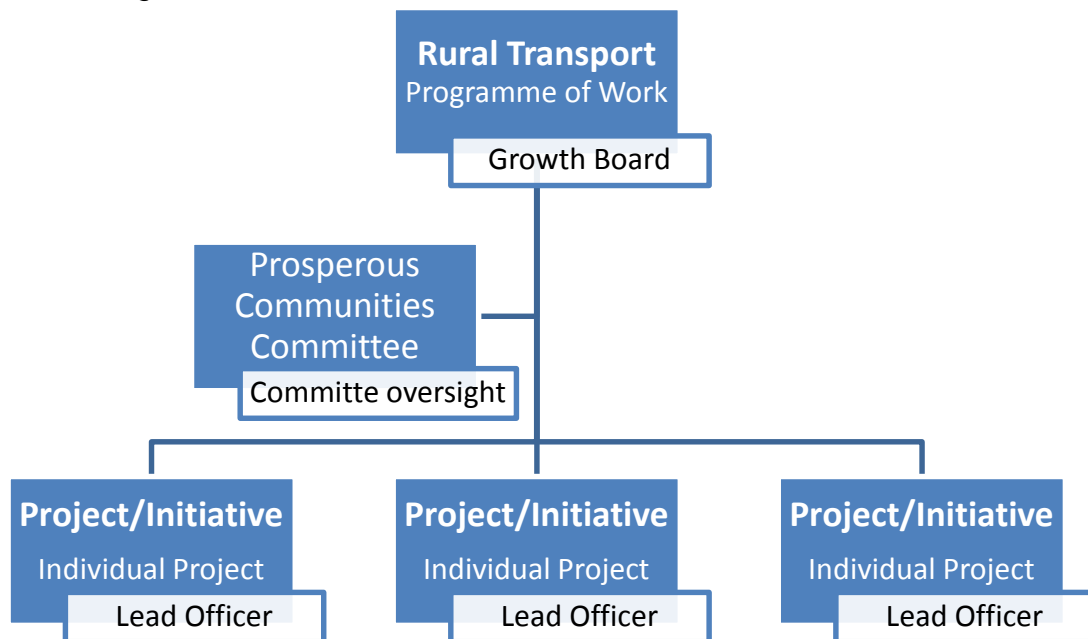 Rural Transport
Programme of Work
Growth Board
Prosperous
Communities
Committee
Committe oversight
Project/Initiative
Individual Project
Lead Officer
Project/Initiative
Individual Project
Lead Officer
Project/Initiative
Individual Project
Lead Officer